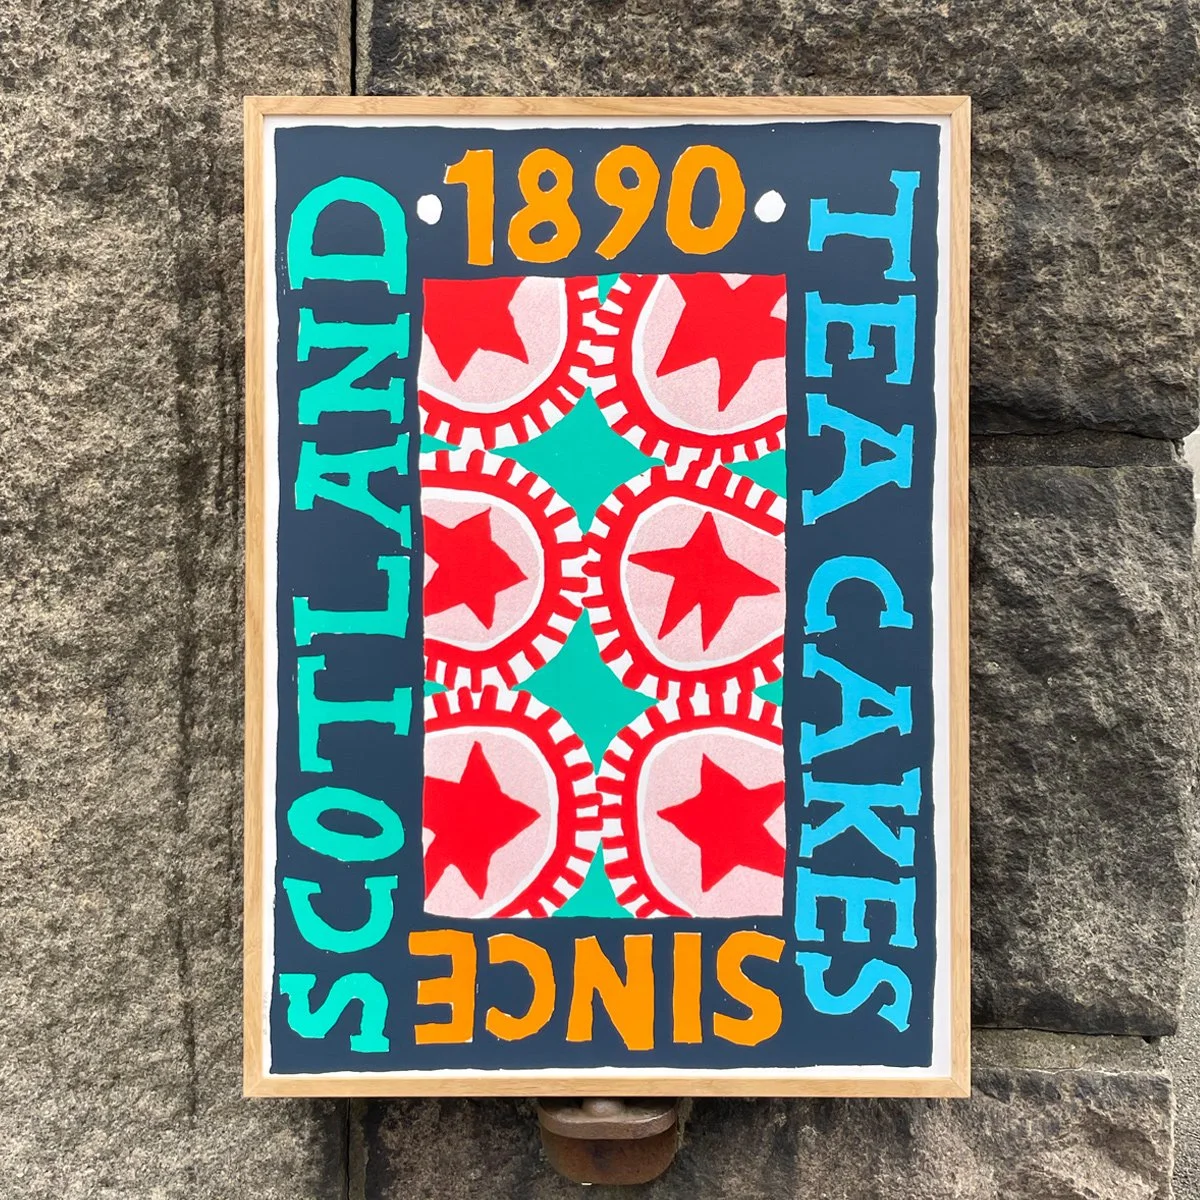 1890
TEA CAKES
SINCE
SCOTLAND